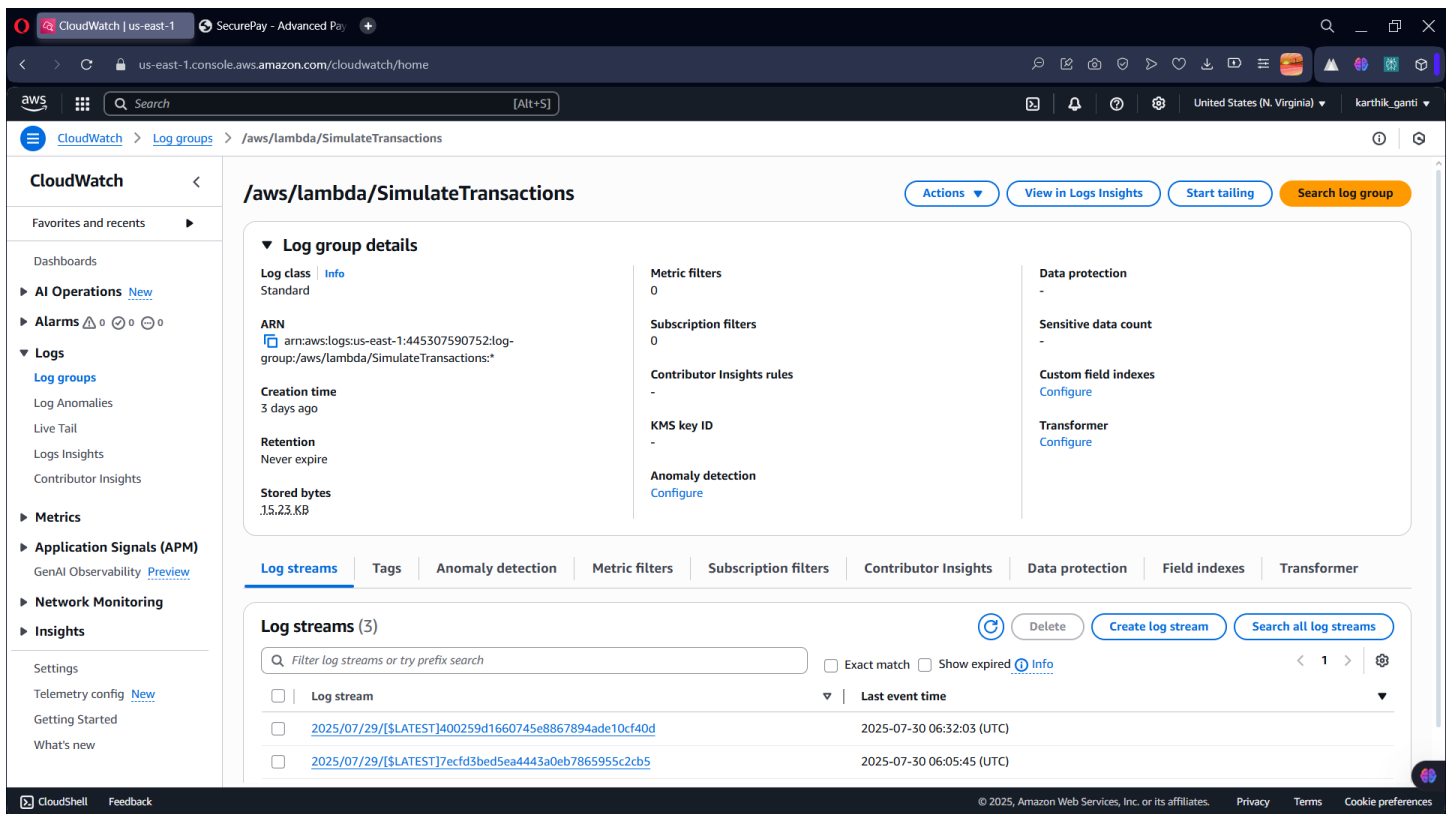 CloudWatch | us-east-1
SecurePay - Advanced Pay
us-east-1.console.aws.amazon.com/cloudwatch/home
aws
Search
[Alt+S]
United States (N. Virginia)
karthik_ganti
CloudWatch
Log groups
/aws/lambda/SimulateTransactions
CloudWatch
Favorites and recents
Dashboards
AI Operations New
Alarms 0 0 0
Logs
Log groups
Log Anomalies
Live Tail
Logs Insights
Contributor Insights
Metrics
Application Signals (APM)
GenAI Observability Preview
Network Monitoring
Insights
Settings
Telemetry config New
Getting Started
What's new
/aws/lambda/SimulateTransactions
Actions
View in Logs Insights
Start tailing
Search log group
Log group details
Log class Info
Standard
ARN
arn:aws:logs:us-east-1:445307590752:log-
group:/aws/lambda/SimulateTransactions:*
Creation time
3 days ago
Retention
Never expire
Stored bytes
15.23 KB
Metric filters
0
Subscription filters
0
Contributor Insights rules
-
KMS key ID
-
Anomaly detection
Configure
Data protection
-
Sensitive data count
-
Custom field indexes
Configure
Transformer
Configure
Log streams
Tags
Anomaly detection
Metric filters
Subscription filters
Contributor Insights
Data protection
Field indexes
Transformer
Log streams (3)
Delete
Create log stream
Search all log streams
Filter log streams or try prefix search
Exact match
Show expired
Info
1
Log stream
Last event time
2025/07/29/[$LATEST]400259d1660745e8867894ade10cf40d
2025-07-30 06:32:03 (UTC)
2025/07/29/[$LATEST]7ecfd3bed5ea4443a0eb7865955c2cb5
2025-07-30 06:05:45 (UTC)
CloudShell
Feedback
© 2025, Amazon Web Services, Inc. or its affiliates.
Privacy
Terms
Cookie preferences